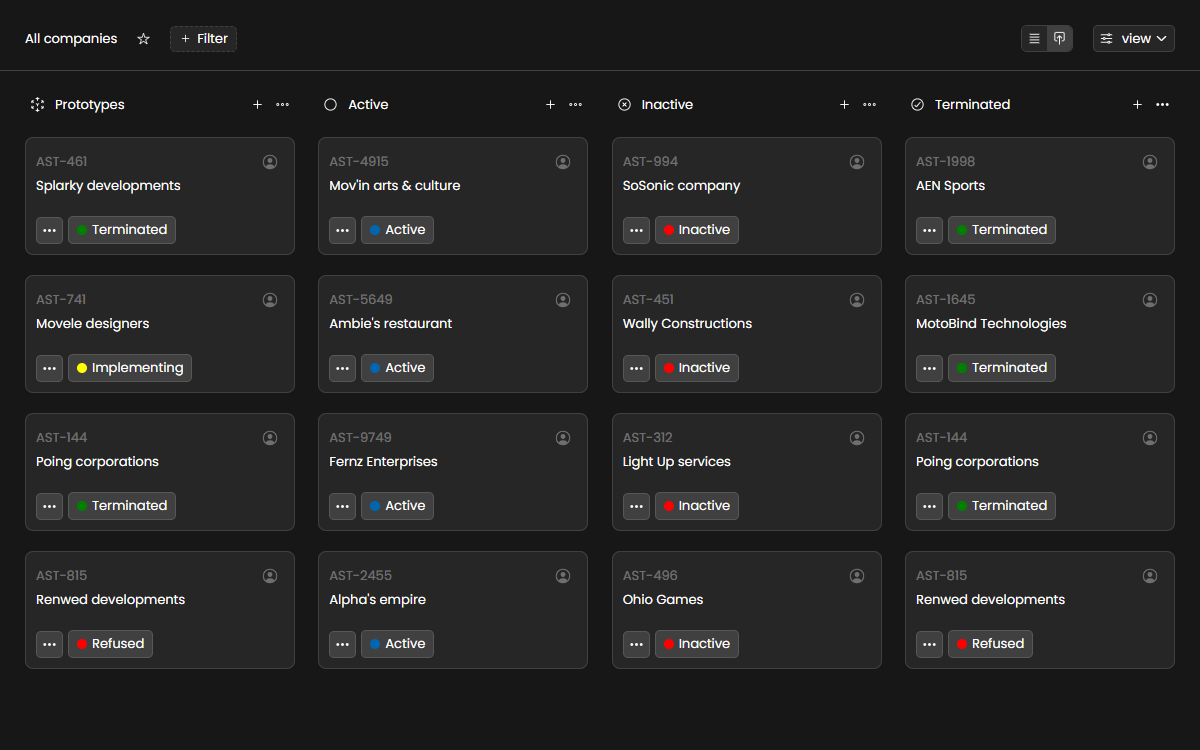 All companies
+ Filter
view
Prototypes
AST-461
Splarky developments
Terminated
AST-741
Movele designers
Implementing
AST-144
Poing corporations
Terminated
AST-815
Renwed developments
Refused
Active
AST-4915
Mov'in arts & culture
Active
AST-5649
Ambie's restaurant
Active
AST-9749
Fernz Enterprises
Active
AST-2455
Alpha's empire
Active
Inactive
AST-994
SoSonic company
Inactive
AST-451
Wally Constructions
Inactive
AST-312
Light Up services
Inactive
AST-496
Ohio Games
Inactive
Terminated
AST-1998
AEN Sports
Terminated
AST-1645
MotoBind Technologies
Terminated
AST-144
Poing corporations
Terminated
AST-815
Renwed developments
Refused